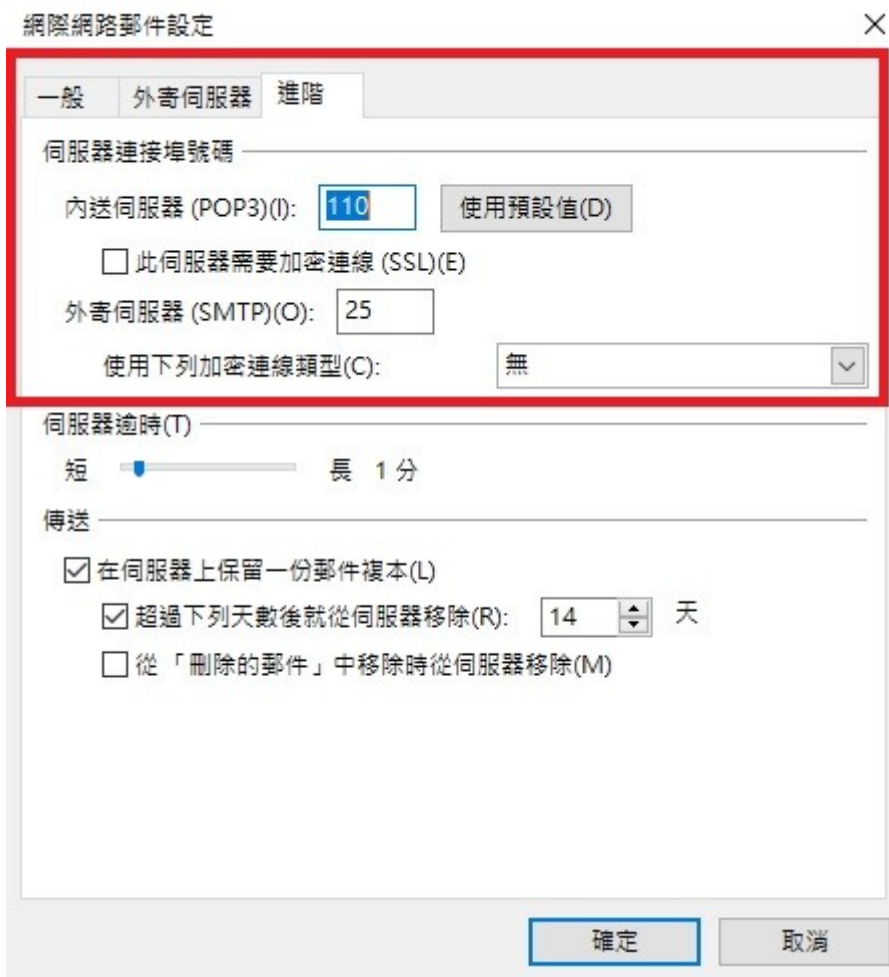 網際網路郵件設定
一般 外寄伺服器 進階
伺服器連接埠號碼
內送伺服器 (POP3)(I): 110 使用預設值(D)
此伺服器需要加密連線 (SSL)(E)
外寄伺服器 (SMTP)(O): 25
使用下列加密連線類型(C): 無
伺服器逾時(T)
短 長 1 分
傳送
在伺服器上保留一份郵件複本(L)
超過下列天數後就從伺服器移除(R): 14 天
從「刪除的郵件」中移除時從伺服器移除(M)
確定 取消